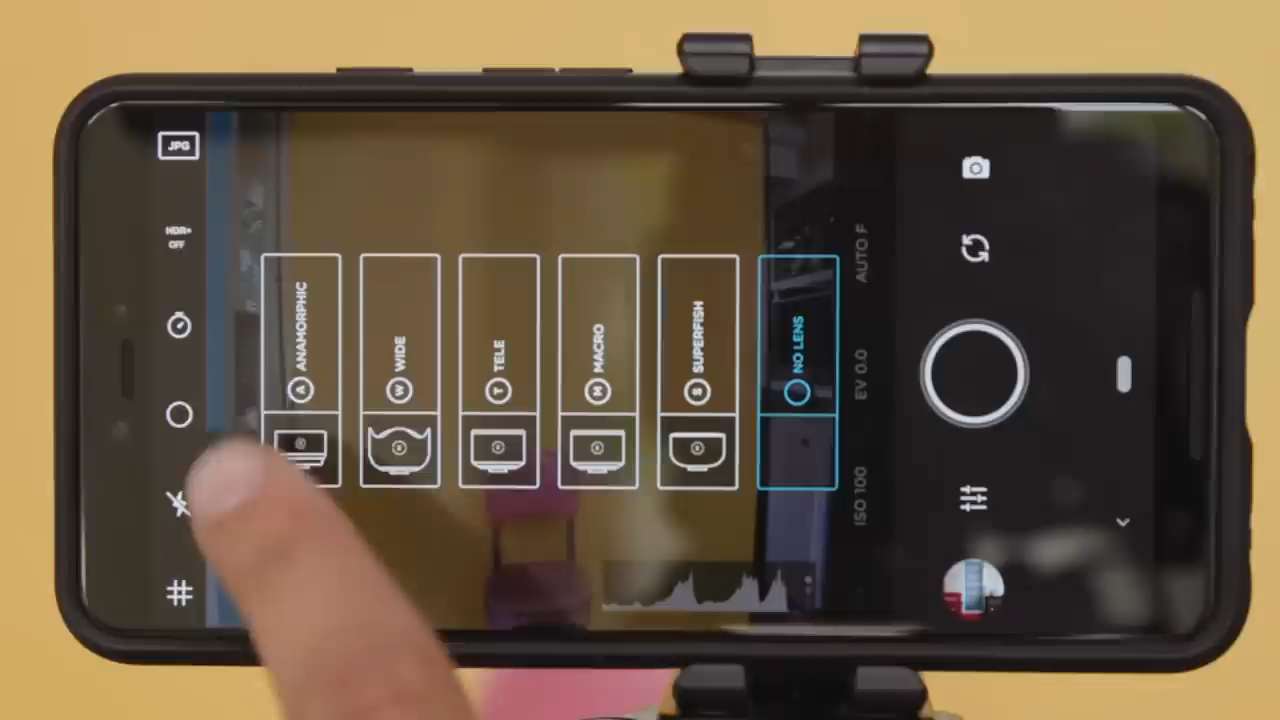 JPG
HDR+
OFF
A ANAMORPHIC
W WIDE
T TELE
M MACRO
S SUPERFISH
NO LENS
AUTO F
EV 0.0
ISO 100